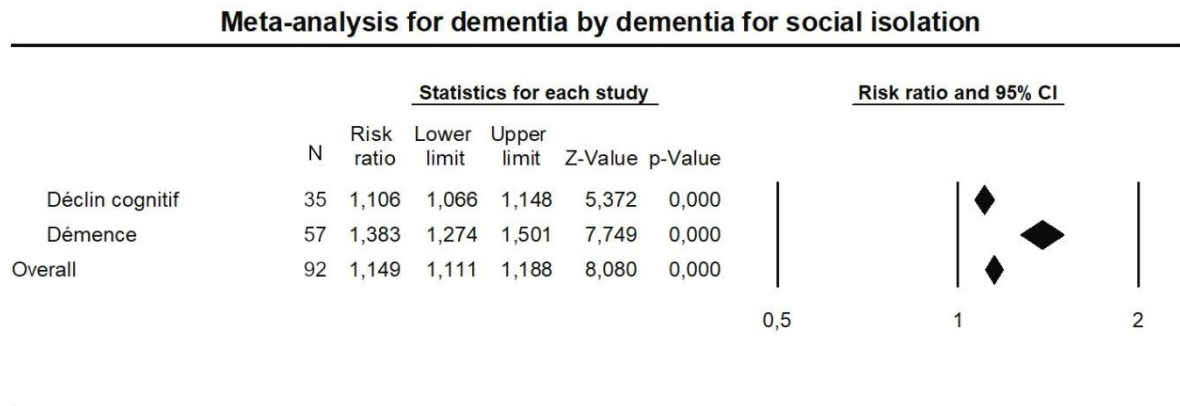 Meta-analysis for dementia by dementia for social isolation
Statistics for each study
Risk ratio and 95% CI
Risk Lower Upper
N ratio limit limit Z-Value p-Value
Déclin cognitif 35 1,106 1,066 1,148 5,372 0,000
Démence 57 1,383 1,274 1,501 7,749 0,000
Overall 92 1,149 1,111 1,188 8,080 0,000
0,5 1 2